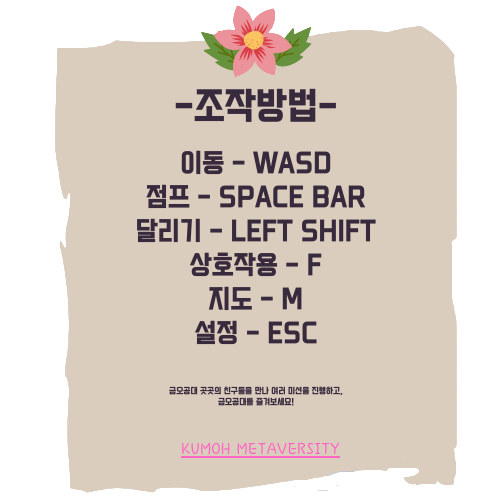 -조작방법-
이동 - WASD
점프 - SPACE BAR
달리기 - LEFT SHIFT
상호작용 - F
지도 - M
설정 - ESC
금오공대 곳곳의 친구들을 만나 여러 미션을 진행하고,
금오공대를 즐겨보세요!
KUMOH METAVERSITY